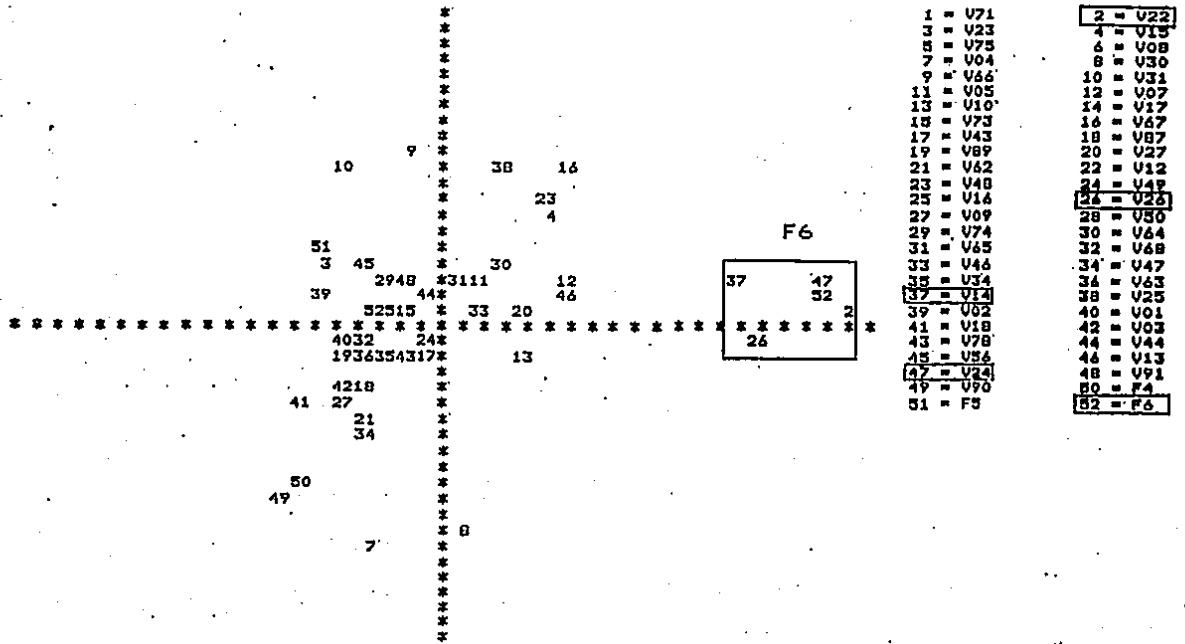 1 = V71 2 = V22
3 = V23 4 = V15
5 = V75 6 = V08
7 = V04 8 = V30
9 = V66 10 = V31
11 = V05 12 = V07
13 = V10 14 = V17
15 = V73 16 = V67
17 = V43 18 = V87
19 = V89 20 = V27
21 = V62 22 = V12
23 = V48 24 = V49
25 = V16 26 = V26
27 = V09 28 = V50
29 = V74 30 = V64
31 = V65 32 = V68
33 = V46 34 = V47
35 = V34 36 = V63
37 = V14 38 = V25
39 = V02 40 = V01
41 = V18 42 = V03
43 = V78 44 = V44
45 = V56 46 = V13
47 = V24 48 = V91
49 = V90 50 = F4
51 = F5 52 = F6
9
10 38 16
23
4
F6
51
3 45 30
2948 3111 12 37 47
39 44 46 52
52515 33 20 2
4032 24 26
1936354317 13
4218
41 27
21
34
50
49
8
7